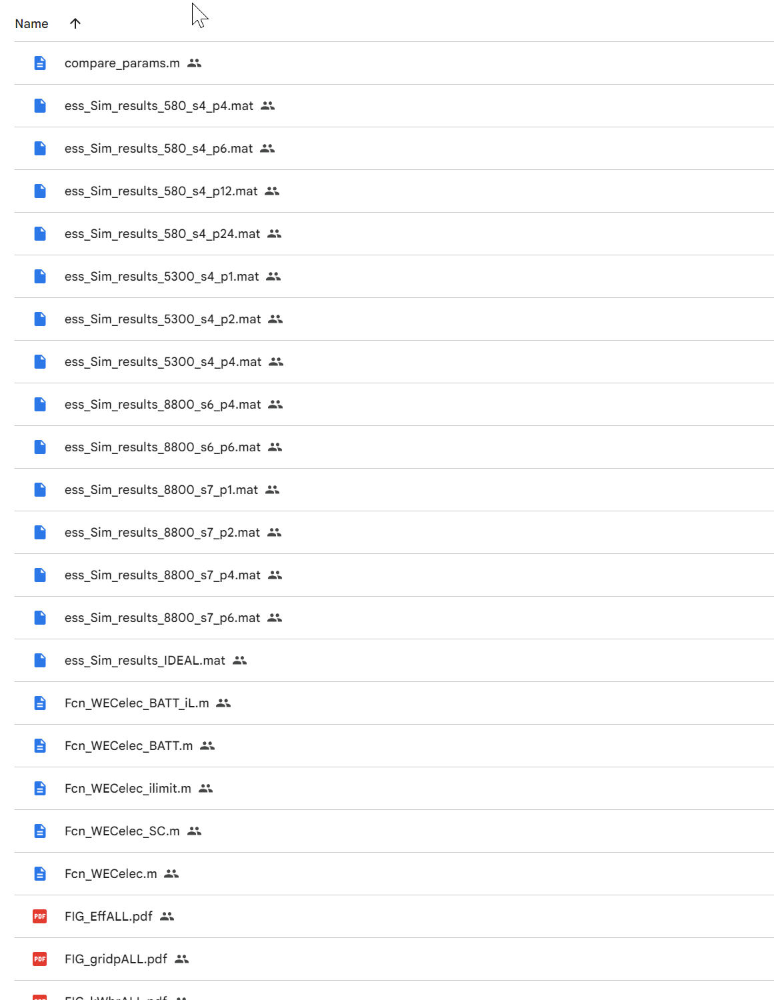 Name
compare_params.m
ess_Sim_results_580_s4_p4.mat
ess_Sim_results_580_s4_p6.mat
ess_Sim_results_580_s4_p12.mat
ess_Sim_results_580_s4_p24.mat
ess_Sim_results_5300_s4_p1.mat
ess_Sim_results_5300_s4_p2.mat
ess_Sim_results_5300_s4_p4.mat
ess_Sim_results_8800_s6_p4.mat
ess_Sim_results_8800_s6_p6.mat
ess_Sim_results_8800_s7_p1.mat
ess_Sim_results_8800_s7_p2.mat
ess_Sim_results_8800_s7_p4.mat
ess_Sim_results_8800_s7_p6.mat
ess_Sim_results_IDEAL.mat
Fcn_WECelec_BATT_iL.m
Fcn_WECelec_BATT.m
Fcn_WECelec_ilimit.m
Fcn_WECelec_SC.m
Fcn_WECelec.m
PDF FIG_EffALL.pdf
PDF FIG_gridpALL.pdf